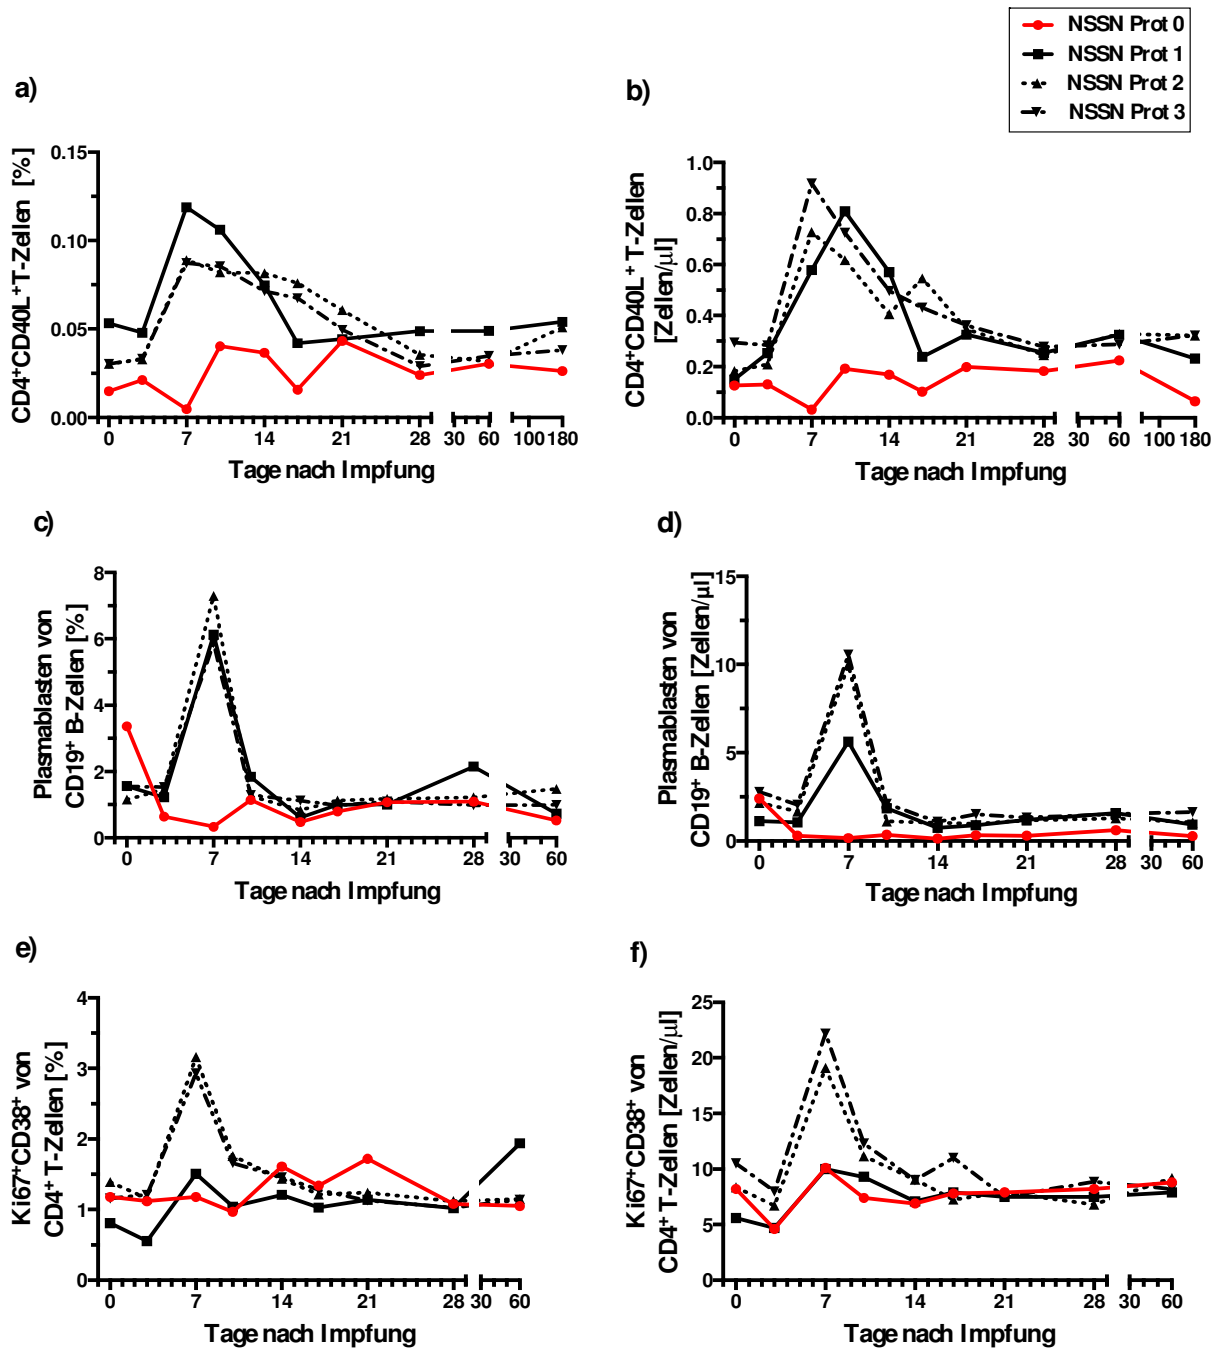 NSSN Prot 0
NSSN Prot 1
NSSN Prot 2
NSSN Prot 3
a)
CD4⁺CD40L⁺T-Zellen [%]
0.15
0.10
0.05
0.00
0 7 14 21 28 30 60 100 180
Tage nach Impfung
b)
CD4⁺CD40L⁺ T-Zellen
[Zellen/µl]
1.0
0.8
0.6
0.4
0.2
0.0
0 7 14 21 28 30 60 100 180
Tage nach Impfung
c)
Plasmablasten von
CD19⁺ B-Zellen [%]
8
6
4
2
0
0 7 14 21 28 30 60
Tage nach Impfung
d)
Plasmablasten von
CD19⁺ B-Zellen [Zellen/µl]
15
10
5
0
0 7 14 21 28 30 60
Tage nach Impfung
e)
Ki67⁺CD38⁺ von
CD4⁺ T-Zellen [%]
4
3
2
1
0
0 7 14 21 28 30 60
Tage nach Impfung
f)
Ki67⁺CD38⁺ von
CD4⁺ T-Zellen [Zellen/µl]
25
20
15
10
5
0
0 7 14 21 28 30 60
Tage nach Impfung